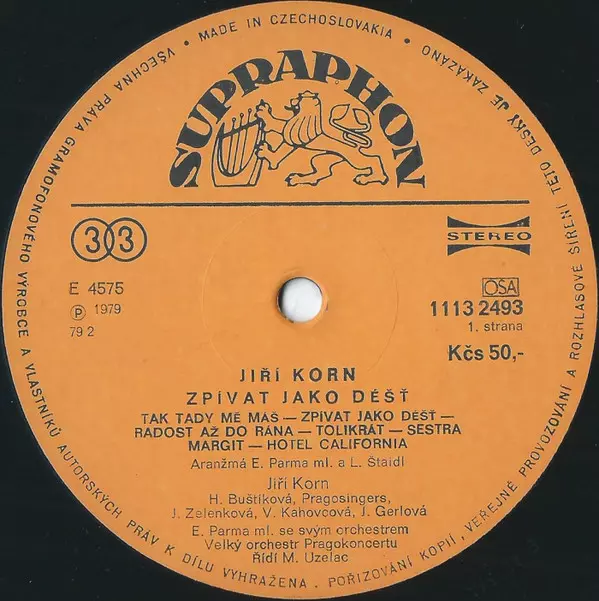 VŠECHNA PRÁVA GRAMOFONOVÉHO VÝROBCE A VLASTNÍKŮ AUTORSKÝCH PRÁV K DÍLU VYHRAŽENA. POŘIZOVÁNÍ KOPIÍ, VEŘEJNÉ PROVOZOVÁNÍ A ROZHLASOVÉ ŠÍŘENÍ TÉTO DESKY JE ZAKÁZÁNO
• MADE IN CZECHOSLOVAKIA •
SUPRAPHON
33
STEREO
E 4575
Ⓟ 1979
79 2
OSA
1113 2493
1. strana
Kčs 50,-
JIŘÍ KORN
ZPÍVAT JAKO DÉŠŤ
TAK TADY MĚ MÁŠ — ZPÍVAT JAKO DÉŠŤ —
RADOST AŽ DO RÁNA — TOLIKRÁT — SESTRA
MARGIT — HOTEL CALIFORNIA
Aranžmá E. Parma ml. a L. Štaidl
Jiří Korn
H. Buštíková, Pragosingers,
J. Zelenková, V. Kahovcová, J. Gerlová
E. Parma ml. se svým orchestrem
Velký orchestr Pragokoncertu
Řídí M. Uzelac